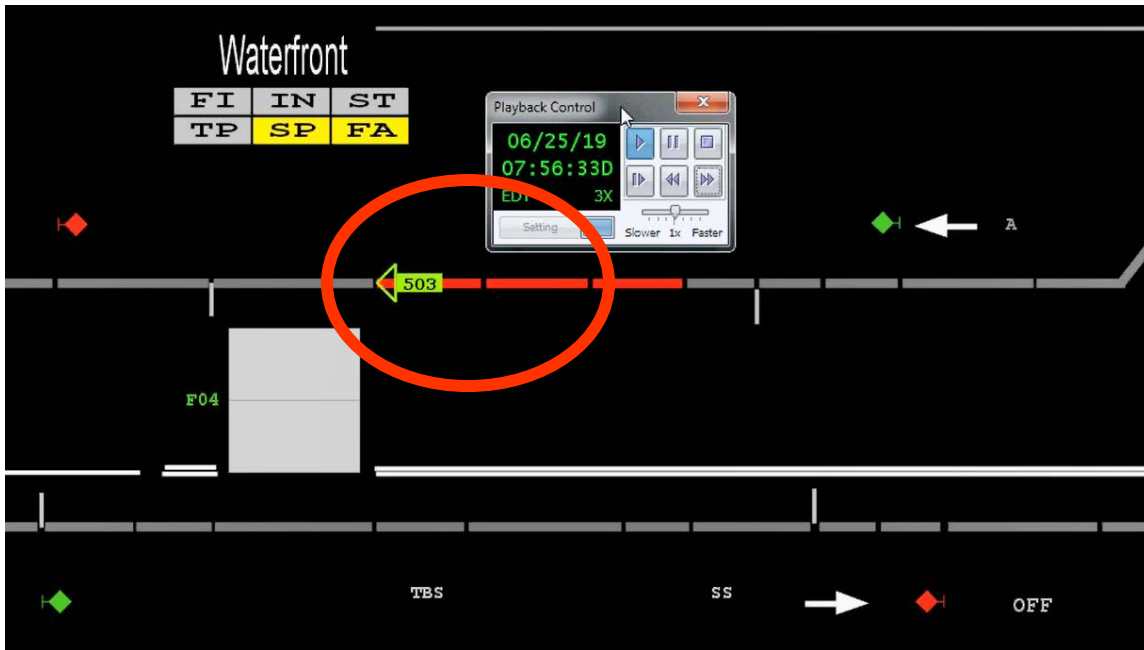 Waterfront
FI IN ST
TP SP FA
Playback Control
06/25/19
07:56:33D
EDT 3X
Setting
Slower 1x Faster
A
503
F04
TBS
SS
OFF